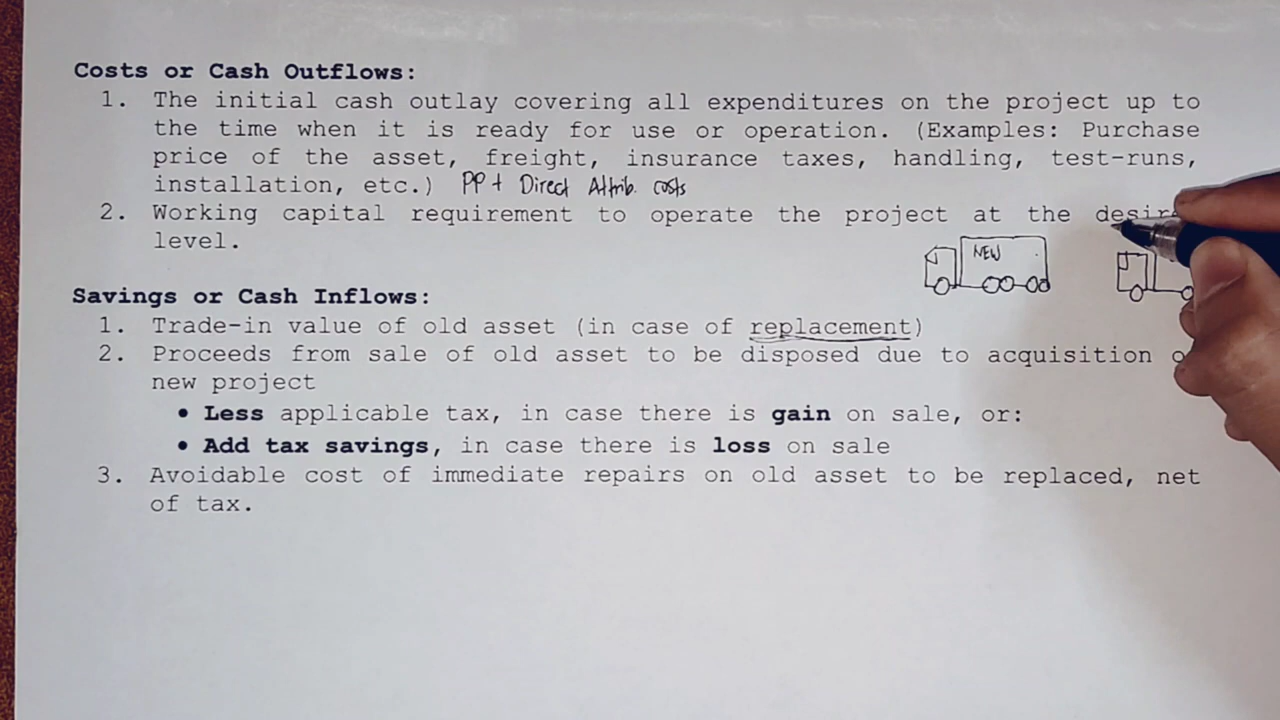 Costs or Cash Outflows:
1. The initial cash outlay covering all expenditures on the project up to
the time when it is ready for use or operation. (Examples: Purchase
price of the asset, freight, insurance taxes, handling, test-runs,
installation, etc.) PP + Direct Attrib. costs
2. Working capital requirement to operate the project at the
level.
NEW
Savings or Cash Inflows:
1. Trade-in value of old asset (in case of replacement)
2. Proceeds from sale of old asset to be disposed due to acquisition
new project
• Less applicable tax, in case there is gain on sale, or:
• Add tax savings, in case there is loss on sale
3. Avoidable cost of immediate repairs on old asset to be replaced, net
of tax.